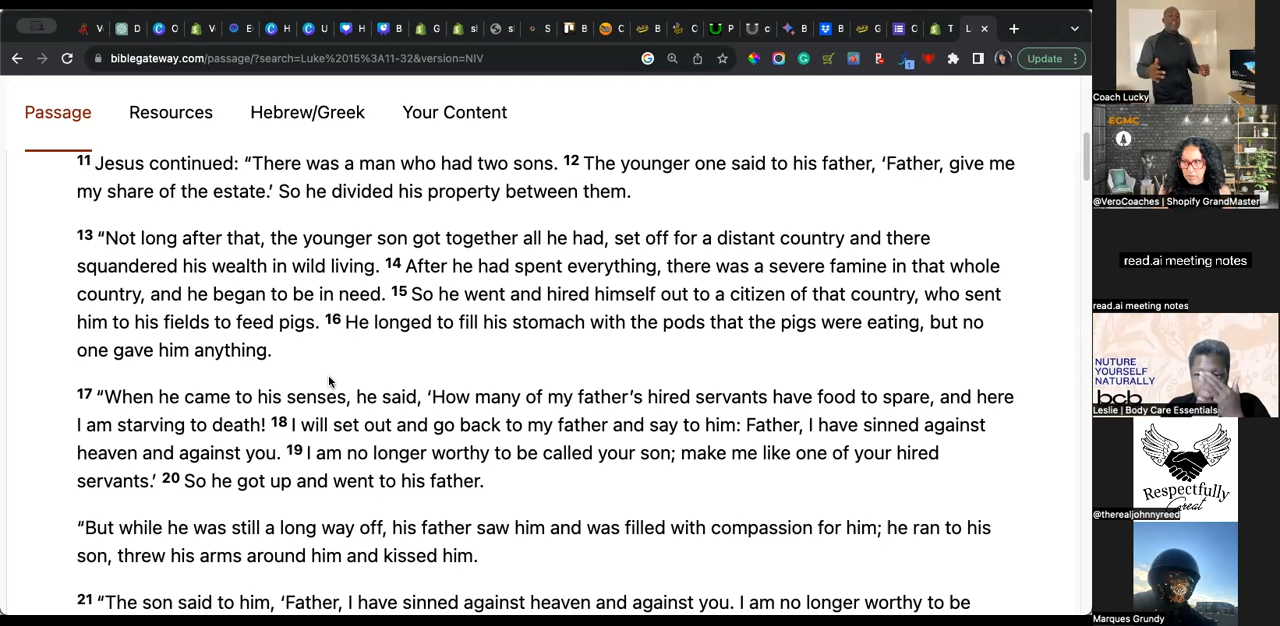 V
D
O
V
E
H
U
H
B
G
s
s
S
B
C
B
C
P
c
B
B
G
C
T
L
biblegateway.com/passage/?search=Luke%2015%3A11-32&version=NIV
1
Update
Passage
Resources
Hebrew/Greek
Your Content
11 Jesus continued: “There was a man who had two sons. 12 The younger one said to his father, ‘Father, give me
my share of the estate.’ So he divided his property between them.
13 “Not long after that, the younger son got together all he had, set off for a distant country and there
squandered his wealth in wild living. 14 After he had spent everything, there was a severe famine in that whole
country, and he began to be in need. 15 So he went and hired himself out to a citizen of that country, who sent
him to his fields to feed pigs. 16 He longed to fill his stomach with the pods that the pigs were eating, but no
one gave him anything.
17 “When he came to his senses, he said, ‘How many of my father’s hired servants have food to spare, and here
I am starving to death! 18 I will set out and go back to my father and say to him: Father, I have sinned against
heaven and against you. 19 I am no longer worthy to be called your son; make me like one of your hired
servants.’ 20 So he got up and went to his father.
“But while he was still a long way off, his father saw him and was filled with compassion for him; he ran to his
son, threw his arms around him and kissed him.
21 “The son said to him, ‘Father, I have sinned against heaven and against you. I am no longer worthy to be
Coach Lucky
EGMC
@VeroCoaches | Shopify GrandMaster
read.ai meeting notes
read.ai meeting notes
NUTURE
YOURSELF
NATURALLY
bcb
Leslie | Body Care Essentials
Respectfully
Great
@therealjohnnyreed
Marques Grundy